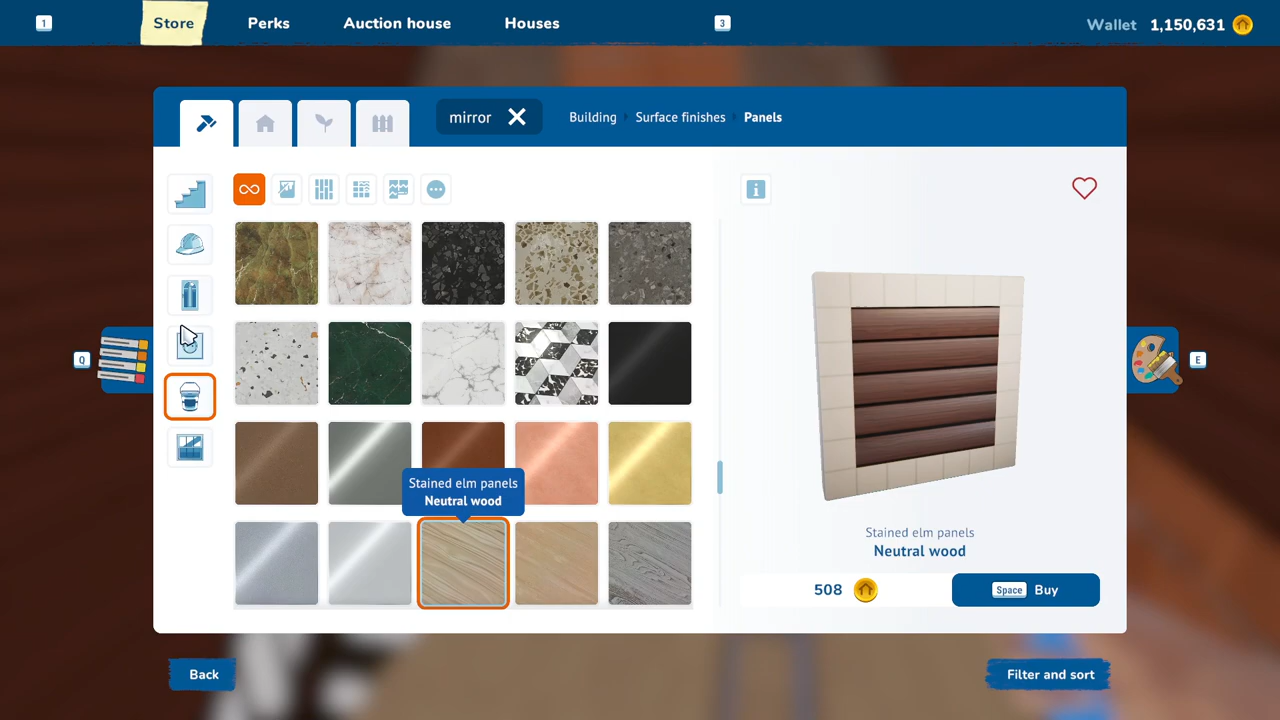 1
Store
Perks
Auction house
Houses
3
Wallet 1,150,631
mirror
Building
Surface finishes
Panels
Q
E
Stained elm panels
Neutral wood
Stained elm panels
Neutral wood
508
Space Buy
Back
Filter and sort